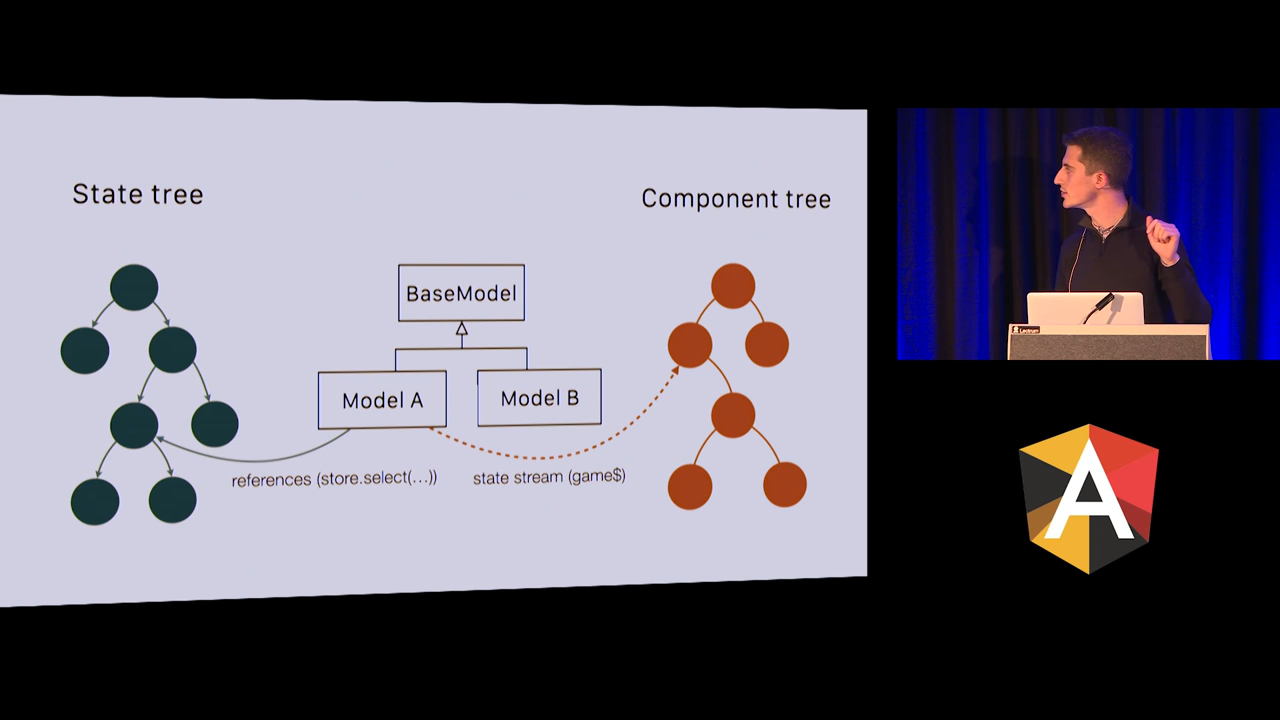 State tree
Component tree
BaseModel
Model A
Model B
references (store.select(…))
state stream (game$)
A